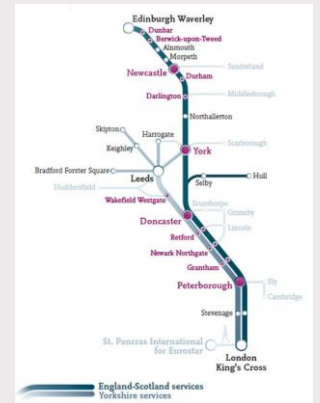 Edinburgh Waverley
Dunbar
Berwick-upon-Tweed
Alnmouth
Morpeth
Newcastle
Sunderland
Durham
Darlington
Middlesbrough
Northallerton
Skipton
Harrogate
Keighley
York
Scarborough
Bradford Forster Square
Leeds
Hull
Selby
Huddersfield
Wakefield Westgate
Scunthorpe
Grimsby
Doncaster
Lincoln
Retford
Newark Northgate
Grantham
Peterborough
Ely
Cambridge
Stevenage
St. Pancras International
for Eurostar
London
King's Cross
England-Scotland services
Yorkshire services